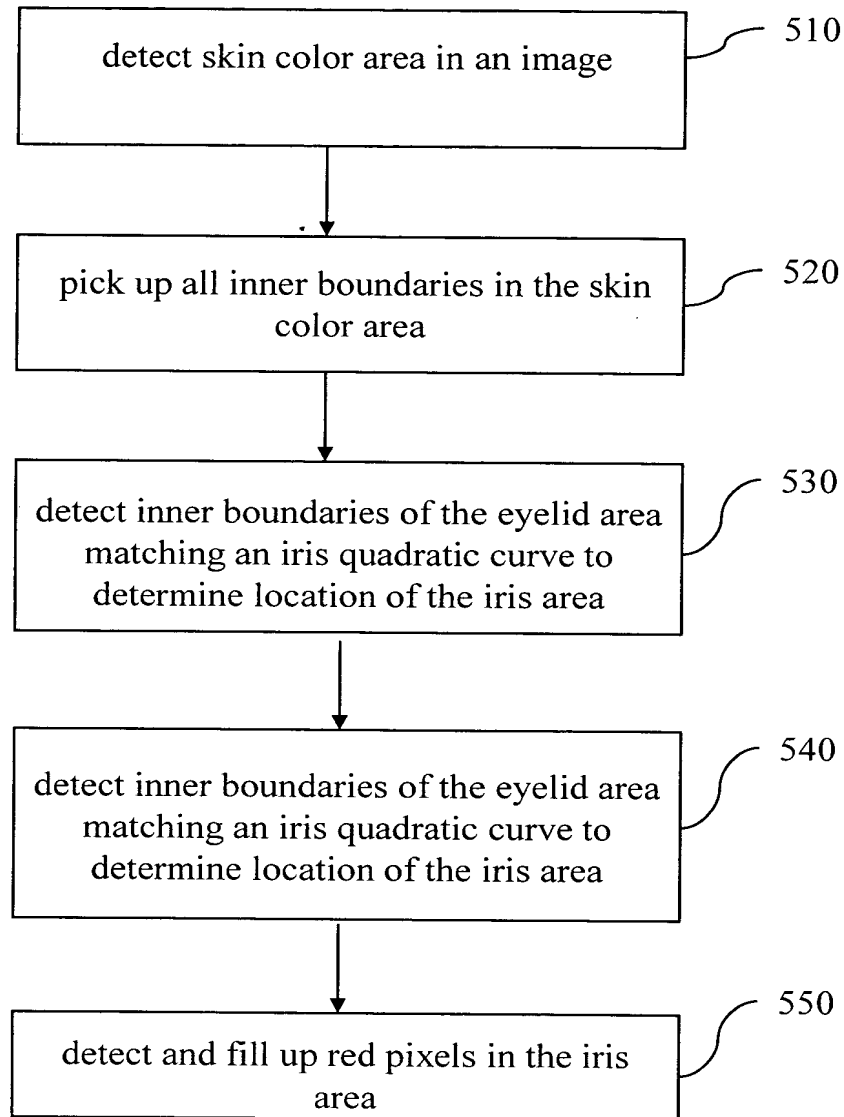 510
detect skin color area in an image
520
pick up all inner boundaries in the skin
color area
530
detect inner boundaries of the eyelid area
matching an iris quadratic curve to
determine location of the iris area
540
detect inner boundaries of the eyelid area
matching an iris quadratic curve to
determine location of the iris area
550
detect and fill up red pixels in the iris
area